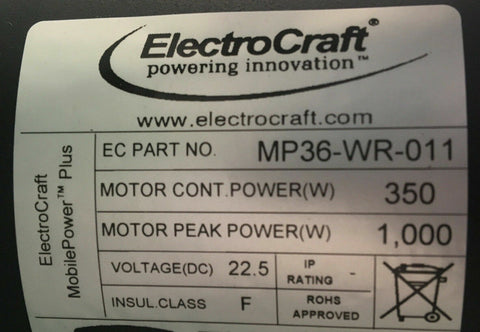 ElectroCraft®
powering innovation™
www.electrocraft.com
ElectroCraft
MobilePower™ Plus
EC PART NO. MP36-WR-011
MOTOR CONT.POWER(W) 350
MOTOR PEAK POWER(W) 1,000
VOLTAGE(DC) 22.5 IP RATING -
INSUL.CLASS F ROHS APPROVED